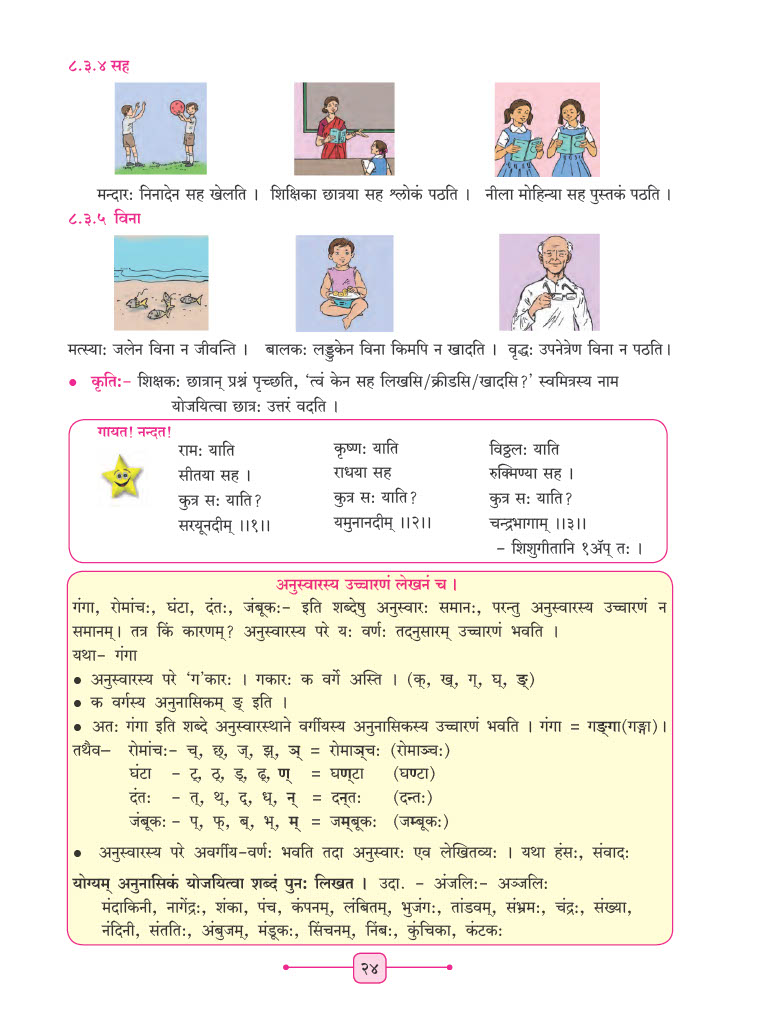 ८.३.४ सह
मन्दारः निनादेन सह खेलति । शिक्षिका छात्रया सह श्लोकं पठति । नीला मोहिन्या सह पुस्तकं पठति ।
८.३.५ विना
मत्स्याः जलेन विना न जीवन्ति । बालकः लड्डुकेन विना किमपि न खादति । वृद्धः उपनेत्रेण विना न पठति ।
● कृतिः- शिक्षकः छात्रान् प्रश्नं पृच्छति, ‘त्वं केन सह लिखसि/क्रीडसि/खादसि?’ स्वमित्रस्य नाम
योजयित्वा छात्रः उत्तरं वदति ।
गायत! नन्दत!
रामः याति
सीतया सह ।
कुत्र सः याति?
सरयूनदीम् ।।१।।
कृष्णः याति
राधया सह
कुत्र सः याति?
यमुनानदीम् ।।२।।
विठ्ठलः याति
रुक्मिण्या सह ।
कुत्र सः याति?
चन्द्रभागाम् ।।३।।
- शिशुगीतानि १ॲप् तः ।
अनुस्वारस्य उच्चारणं लेखनं च ।
गंगा, रोमांचः, घंटा, दंतः, जंबूकः- इति शब्देषु अनुस्वारः समानः, परन्तु अनुस्वारस्य उच्चारणं न
समानम्। तत्र किं कारणम्? अनुस्वारस्य परे यः वर्णः तदनुसारम् उच्चारणं भवति ।
यथा- गंगा
● अनुस्वारस्य परे ‘ग’कारः । गकारः क वर्गे अस्ति । (क्, ख्, ग्, घ्, ङ्)
● क वर्गस्य अनुनासिकम् ङ् इति ।
● अतः गंगा इति शब्दे अनुस्वारस्थाने वर्गीयस्य अनुनासिकस्य उच्चारणं भवति । गंगा = गङ्‌गा(गङ्गा)।
तथैव– रोमांचः- च्, छ्, ज्, झ्, ञ् = रोमाञ्‌चः (रोमाञ्चः)
घंटा - ट्, ठ्, ड्, ढ्, ण् = घण्‌टा (घण्टा)
दंतः - त्, थ्, द्, ध्, न् = दन्‌तः (दन्तः)
जंबूकः - प्, फ्, ब्, भ्, म् = जम्‌बूकः (जम्बूकः)
● अनुस्वारस्य परे अवर्गीय-वर्णः भवति तदा अनुस्वारः एव लेखितव्यः । यथा हंसः, संवादः
योग्यम् अनुनासिकं योजयित्वा शब्दं पुनः लिखत । उदा. - अंजलिः- अञ्जलिः
मंदाकिनी, नागेंद्रः, शंका, पंच, कंपनम्, लंबितम्, भुजंगः, तांडवम्, संभ्रमः, चंद्रः, संख्या,
नंदिनी, संततिः, अंबुजम्, मंडूकः, सिंचनम्, निंबः, कुंचिका, कंटकः
२४